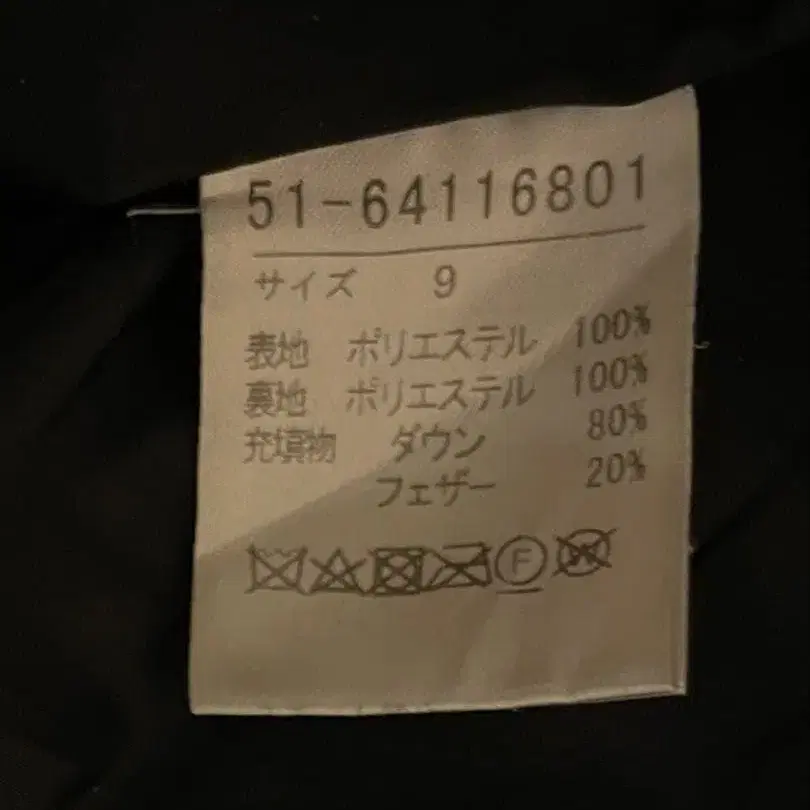 51-64116801
サイズ 9
表地 ポリエステル 100%
裏地 ポリエステル 100%
充填物 ダウン 80%
フェザー 20%
F W